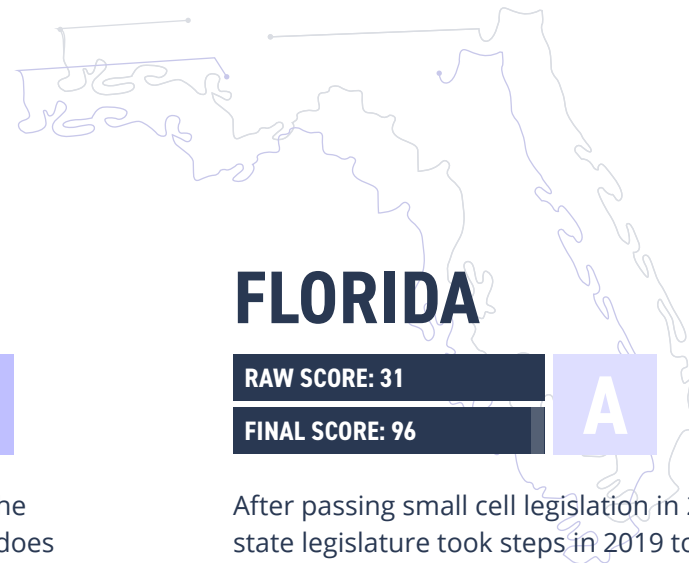 FLORIDA
RAW SCORE: 31
A
FINAL SCORE: 96
After passing small cell legislation in
does
state legislature took steps in 2019 to